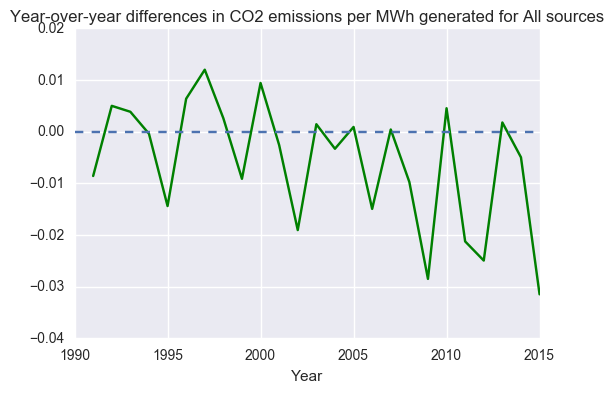 Year-over-year differences in CO2 emissions per MWh generated for All sources
0.02
0.01
0.00
−0.01
−0.02
−0.03
−0.04
1990 1995 2000 2005 2010 2015
Year